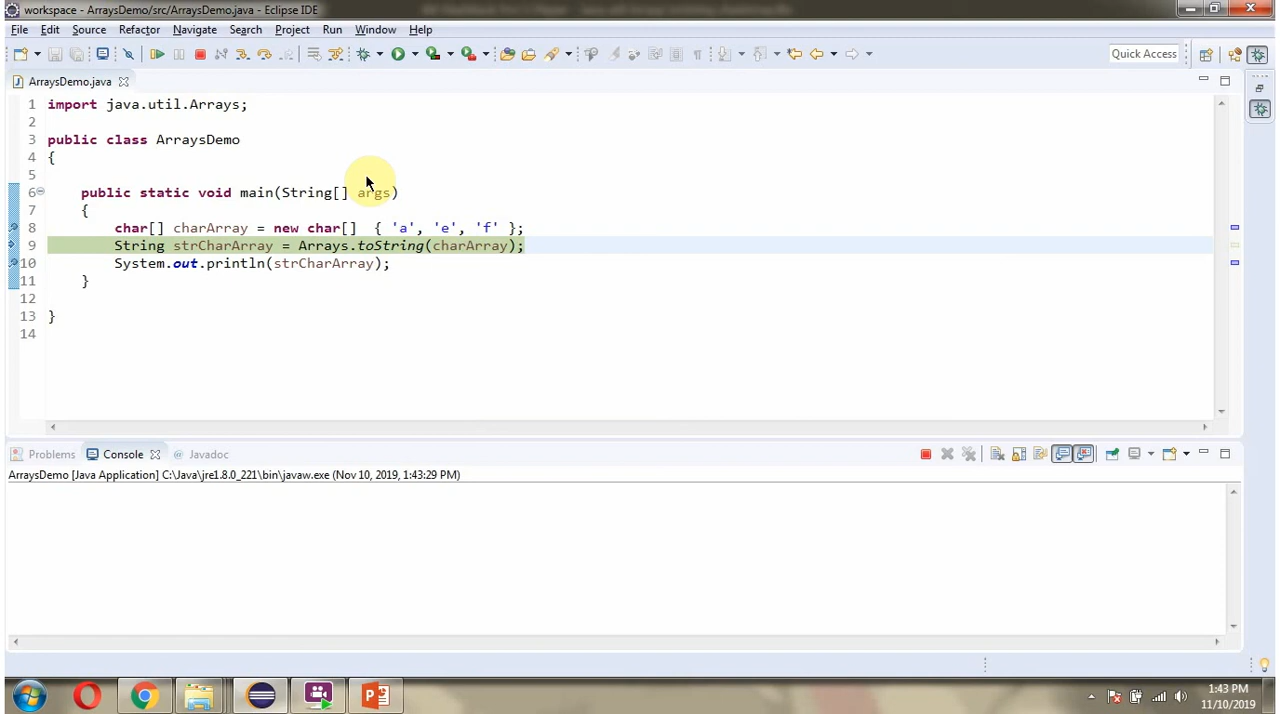 workspace - ArraysDemo/src/ArraysDemo.java - Eclipse IDE
File Edit Source Refactor Navigate Search Project Run Window Help
Quick Access
ArraysDemo.java
1 import java.util.Arrays;
2
3 public class ArraysDemo
4 {
5
6 public static void main(String[] args)
7 {
8 char[] charArray = new char[]  { 'a', 'e', 'f' };
9 String strCharArray = Arrays.toString(charArray);
10 System.out.println(strCharArray);
11 }
12
13 }
14
Problems Console Javadoc
ArraysDemo [Java Application] C:\Java\jre1.8.0_221\bin\javaw.exe (Nov 10, 2019, 1:43:29 PM)
1:43 PM
11/10/2019